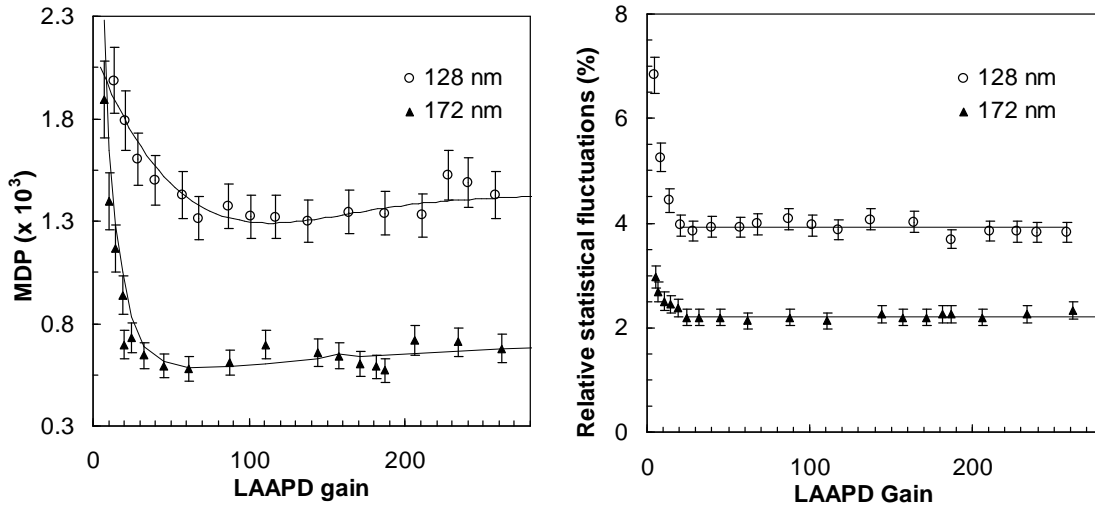 MDP (x 10³)
2.3
1.8
1.3
0.8
0.3
0
100
200
LAAPD gain
128 nm
172 nm
Relative statistical fluctuations (%)
8
6
4
2
0
0
100
200
LAAPD Gain
128 nm
172 nm